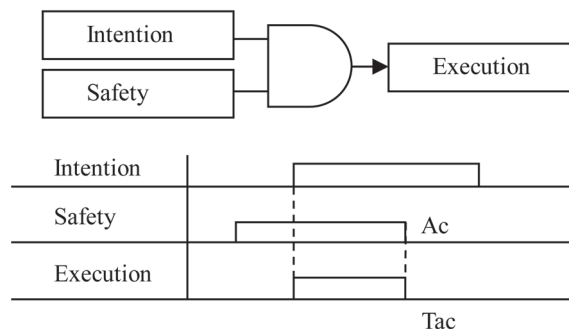 Intention
Execution
Safety
Intention
Safety
Ac
Execution
Tac